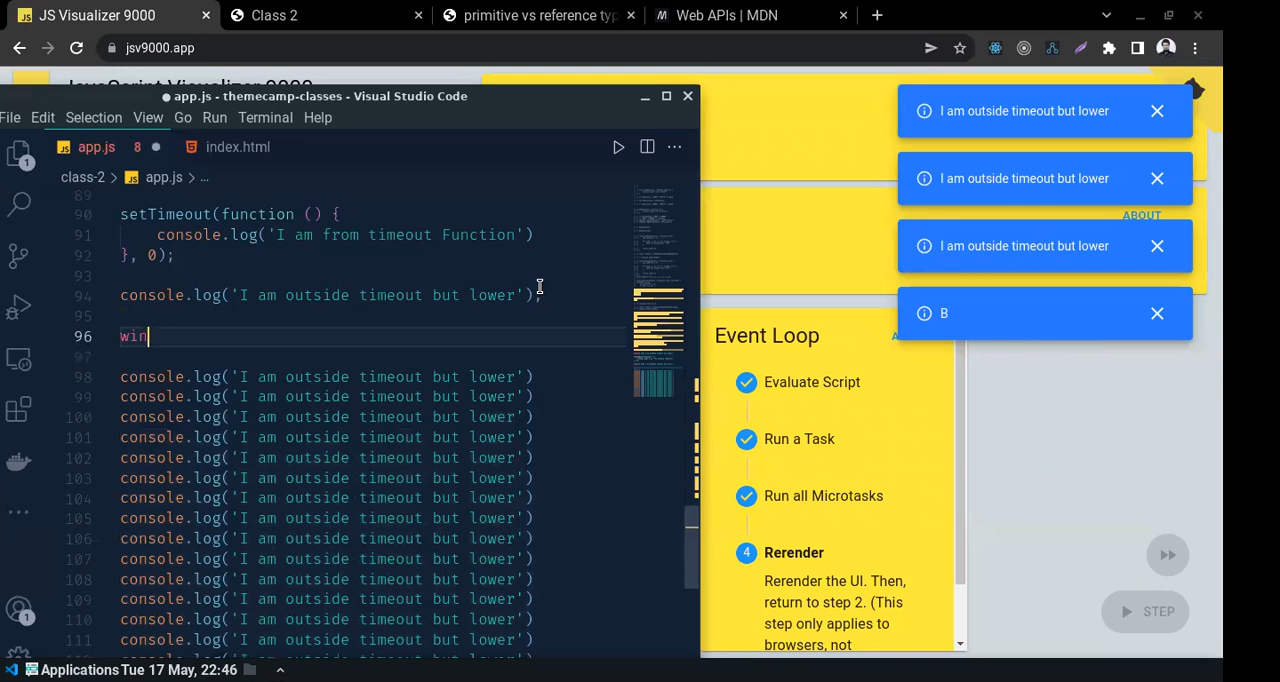 JS Visualizer 9000
Class 2
primitive vs reference typ
Web APIs | MDN
jsv9000.app
app.js - themecamp-classes - Visual Studio Code
File Edit Selection View Go Run Terminal Help
app.js 8
index.html
class-2 > app.js > ...
89
90 setTimeout(function () {
91 console.log('I am from timeout Function')
92 }, 0);
93
94 console.log('I am outside timeout but lower');
95
96 win
97
98 console.log('I am outside timeout but lower')
99 console.log('I am outside timeout but lower')
100 console.log('I am outside timeout but lower')
101 console.log('I am outside timeout but lower')
102 console.log('I am outside timeout but lower')
103 console.log('I am outside timeout but lower')
104 console.log('I am outside timeout but lower')
105 console.log('I am outside timeout but lower')
106 console.log('I am outside timeout but lower')
107 console.log('I am outside timeout but lower')
108 console.log('I am outside timeout but lower')
109 console.log('I am outside timeout but lower')
110 console.log('I am outside timeout but lower')
111 console.log('I am outside timeout but lower')
1
1
I am outside timeout but lower
I am outside timeout but lower
ABOUT
I am outside timeout but lower
B
Event Loop
Evaluate Script
Run a Task
Run all Microtasks
4 Rerender
Rerender the UI. Then,
return to step 2. (This
step only applies to
browsers, not
STEP
Applications Tue 17 May, 22:46